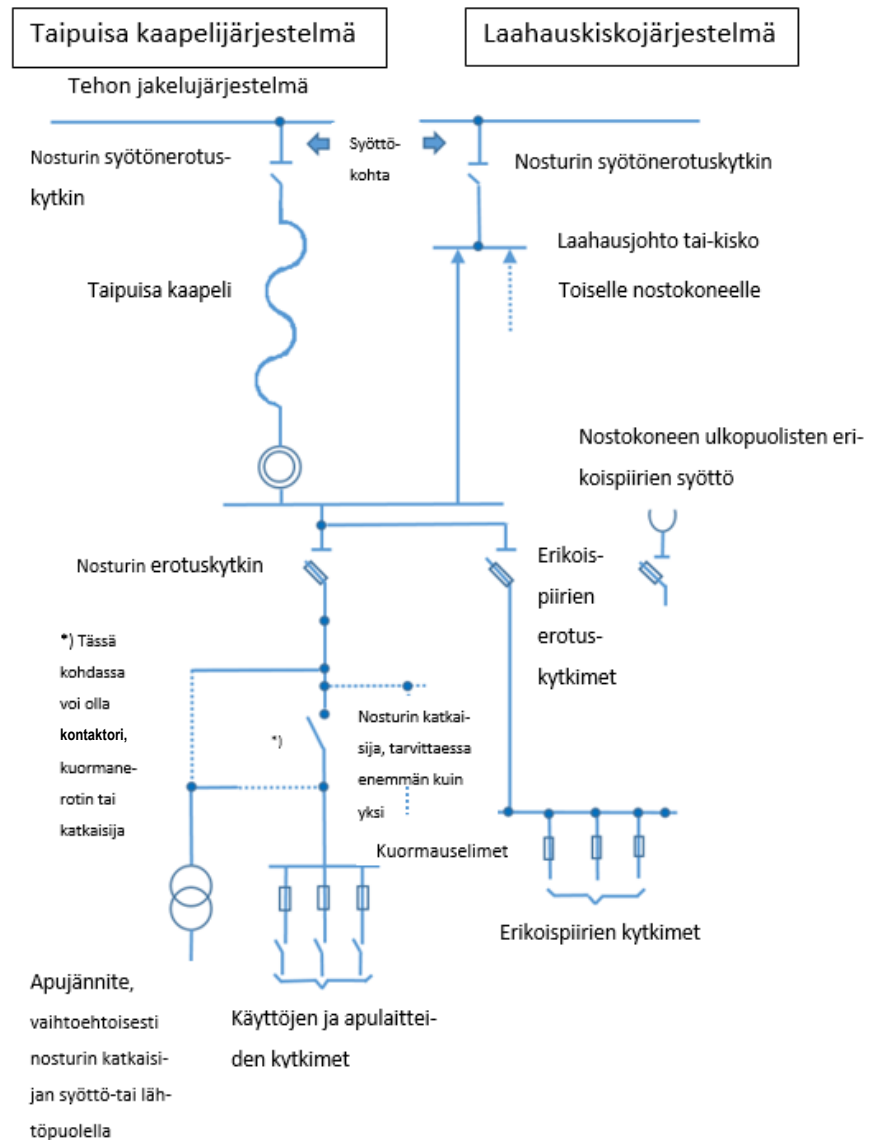 Taipuisa kaapelijärjestelmä
Laahauskiskojärjestelmä
Tehon jakelujärjestelmä
Nosturin syötönerotus-
kytkin
Syöttö-
kohta
Nosturin syötönerotuskytkin
Laahausjohto tai-kisko
Taipuisa kaapeli
Toiselle nostokoneelle
Nostokoneen ulkopuolisten eri-
koispiirien syöttö
Nosturin erotuskytkin
Erikois-
piirien
erotus-
kytkimet
*) Tässä
kohdassa
voi olla
kontaktori,
kuormane-
rotin tai
katkaisija
*)
Nosturin katkai-
sija, tarvittaessa
enemmän kuin
yksi
Kuormauselimet
Erikoispiirien kytkimet
Apujännite,
vaihtoehtoisesti
nosturin katkaisi-
jan syöttö-tai läh-
töpuolella
Käyttöjen ja apulaittei-
den kytkimet